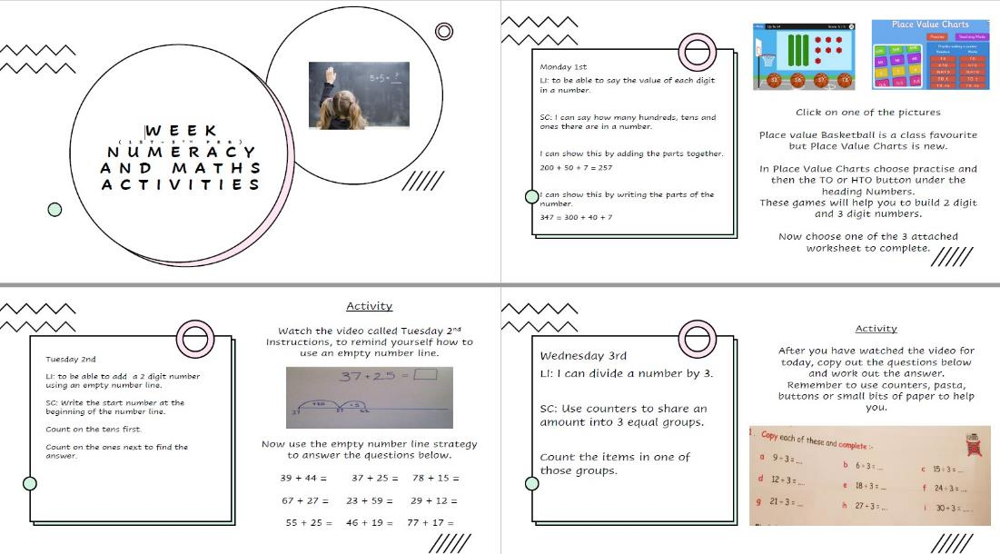 WEEK
(1ST-5TH FEB)
NUMERACY
AND MATHS
ACTIVITIES
5+5= ?
Monday 1st
LI: to be able to say the value of each digit
in a number.
SC: I can say how many hundreds, tens and
ones there are in a number.
I can show this by adding the parts together.
200 + 50 + 7 = 257
I can show this by writing the parts of the
number.
347 = 300 + 40 + 7
Place Value Charts
Click on one of the pictures
Place value Basketball is a class favourite
but Place Value Charts is new.
In Place Value Charts choose practise and
then the TO or HTO button under the
heading Numbers.
These games will help you to build 2 digit
and 3 digit numbers.
Now choose one of the 3 attached
worksheet to complete.
Tuesday 2nd
LI: to be able to add a 2 digit number
using an empty number line.
SC: Write the start number at the
beginning of the number line.
Count on the tens first.
Count on the ones next to find the
answer.
Activity
Watch the video called Tuesday 2nd
Instructions, to remind yourself how to
use an empty number line.
37+25 =
+20 +5
37 57 62
Now use the empty number line strategy
to answer the questions below.
39 + 44 = 37 + 25 = 78 + 15 =
67 + 27 = 23 + 59 = 29 + 12 =
55 + 25 = 46 + 19 = 77 + 17 =
Wednesday 3rd
LI: I can divide a number by 3.
SC: Use counters to share an
amount into 3 equal groups.
Count the items in one of
those groups.
Activity
After you have watched the video for
today, copy out the questions below
and work out the answer.
Remember to use counters, pasta,
buttons or small bits of paper to help
you.
1. Copy each of these and complete :-
a 9÷3 = .... b 6÷3 = .... c 15÷3 = ....
d 12÷3 = .... e 18÷3 = .... f 24÷3 = ....
g 21÷3 = .... h 27÷3 = .... i 30÷3 = ....